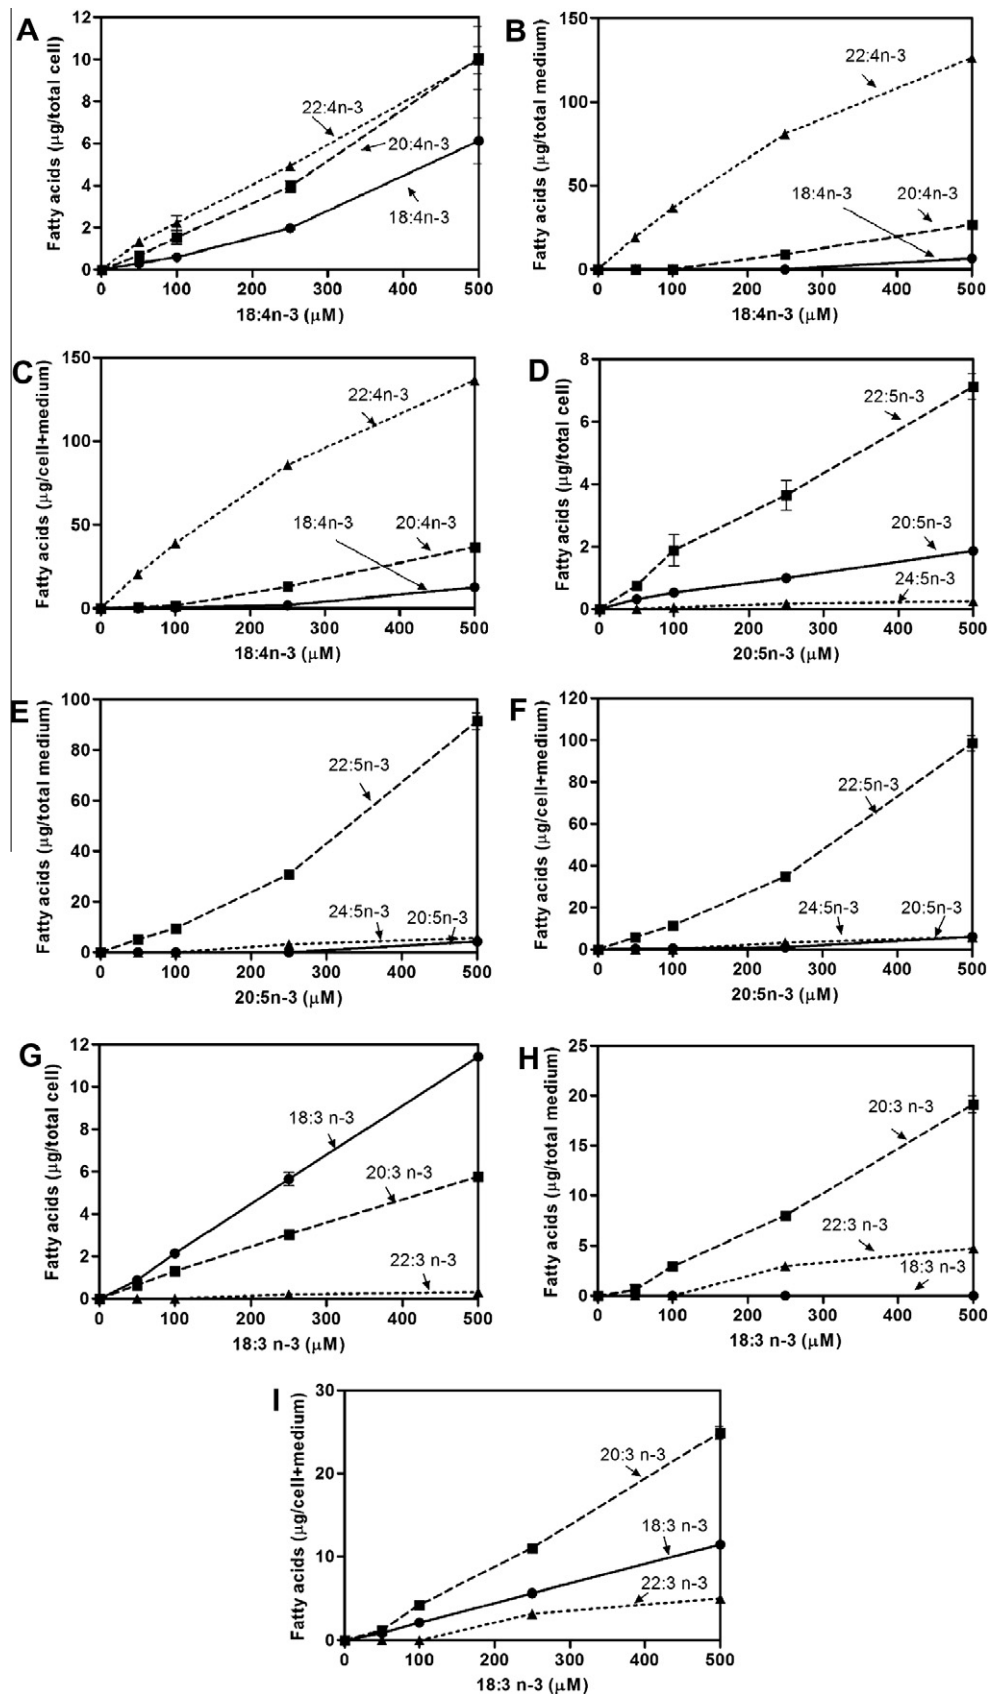 A
Fatty acids (μg/total cell)
12
10
8
6
4
2
0
22:4n-3
20:4n-3
18:4n-3
0 100 200 300 400 500
18:4n-3 (μM)
B
Fatty acids (μg/total medium)
150
100
50
0
22:4n-3
18:4n-3
20:4n-3
0 100 200 300 400 500
18:4n-3 (μM)
C
Fatty acids (μg/cell+medium)
150
100
50
0
22:4n-3
18:4n-3
20:4n-3
0 100 200 300 400 500
18:4n-3 (μM)
D
Fatty acids (μg/total cell)
8
6
4
2
0
22:5n-3
20:5n-3
24:5n-3
0 100 200 300 400 500
20:5n-3 (μM)
E
Fatty acids (μg/total medium)
100
80
60
40
20
0
22:5n-3
24:5n-3
20:5n-3
0 100 200 300 400 500
20:5n-3 (μM)
F
Fatty acids (μg/cell+medium)
120
100
80
60
40
20
0
22:5n-3
24:5n-3
20:5n-3
0 100 200 300 400 500
20:5n-3 (μM)
G
Fatty acids (μg/total cell)
12
10
8
6
4
2
0
18:3 n-3
20:3 n-3
22:3 n-3
0 100 200 300 400 500
18:3 n-3 (μM)
H
Fatty acids (μg/total medium)
25
20
15
10
5
0
20:3 n-3
22:3 n-3
18:3 n-3
0 100 200 300 400 500
18:3 n-3 (μM)
I
Fatty acids (μg/cell+medium)
30
20
10
0
20:3 n-3
18:3 n-3
22:3 n-3
0 100 200 300 400 500
18:3 n-3 (μM)